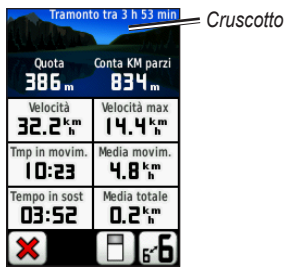 Tramonto tra 3 h 53 min
Cruscotto
Quota Conta KM parzi
386 m 834 m
Velocità Velocità max
32.2 km/h 14.4 km/h
Tmp in movim. Media movim.
10:23 4.8 km/h
Tempo in sost Media totale
03:52 0.2 km/h
6 6